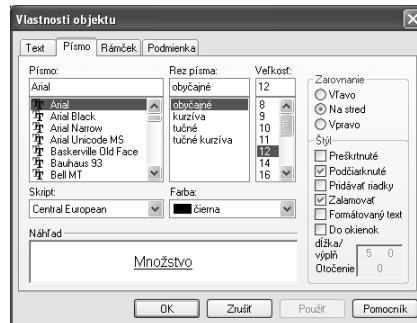 Vlastnosti objektu
Text Písmo Rámček Podmienka
Písmo: Rez písma: Veľkosť:
Arial obyčajné 12
Arial obyčajné 8
Arial Black kurzíva 9
Arial Narrow tučné 10
Arial Unicode MS tučné kurzíva 11
Baskerville Old Face 12
Bauhaus 93 14
Bell MT 16
Skript: Farba:
Central European čierna
Náhľad
Množstvo
Zarovnanie
Vľavo
Na stred
Vpravo
Štýl
Preškrtnuté
Podčiarknuté
Pridávať riadky
Zalamovať
Formátovaný text
Do okienok
dĺžka/
výplň 5 0
Otočenie 0
OK Zrušiť Použiť Pomocník